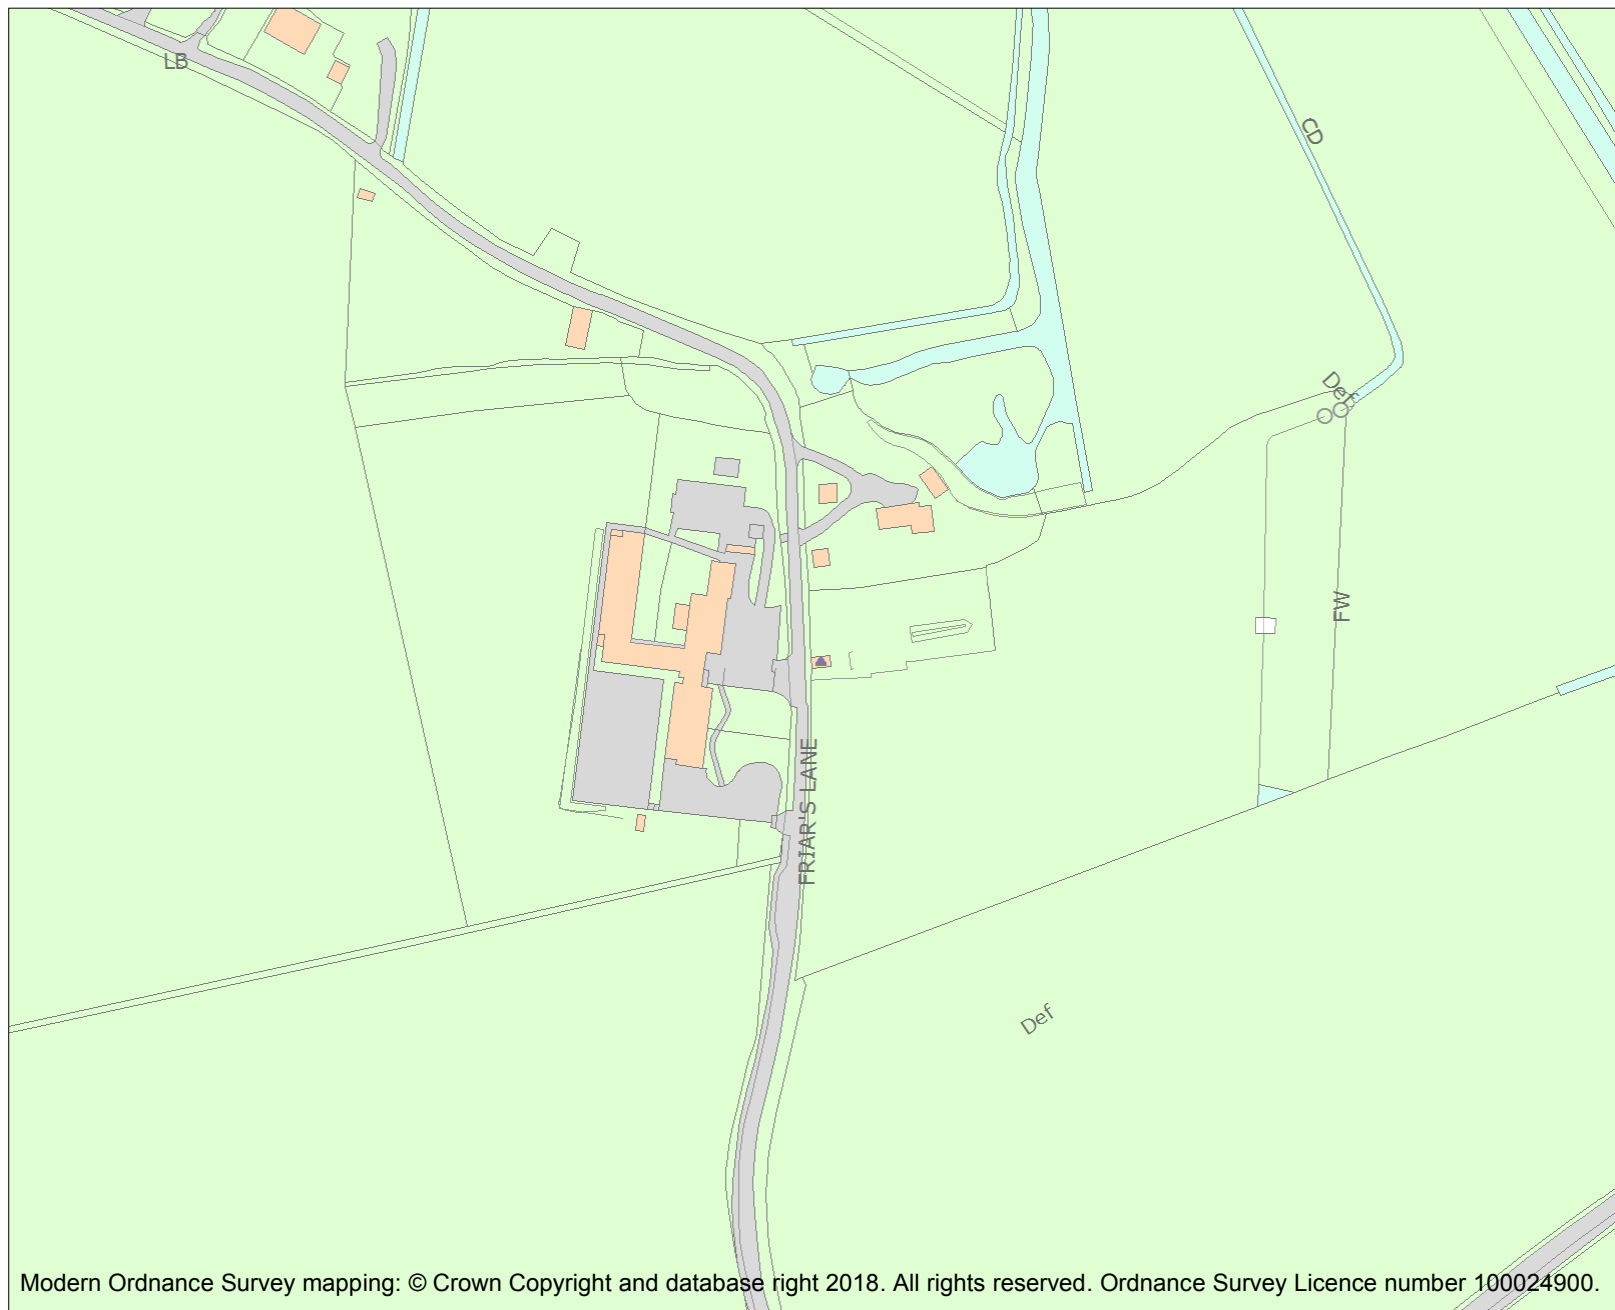 LB
CD
Def
FW
FRIAR'S LANE
Def
Modern Ordnance Survey mapping: © Crown Copyright and database right 2018. All rights reserved. Ordnance Survey Licence number 100024900.